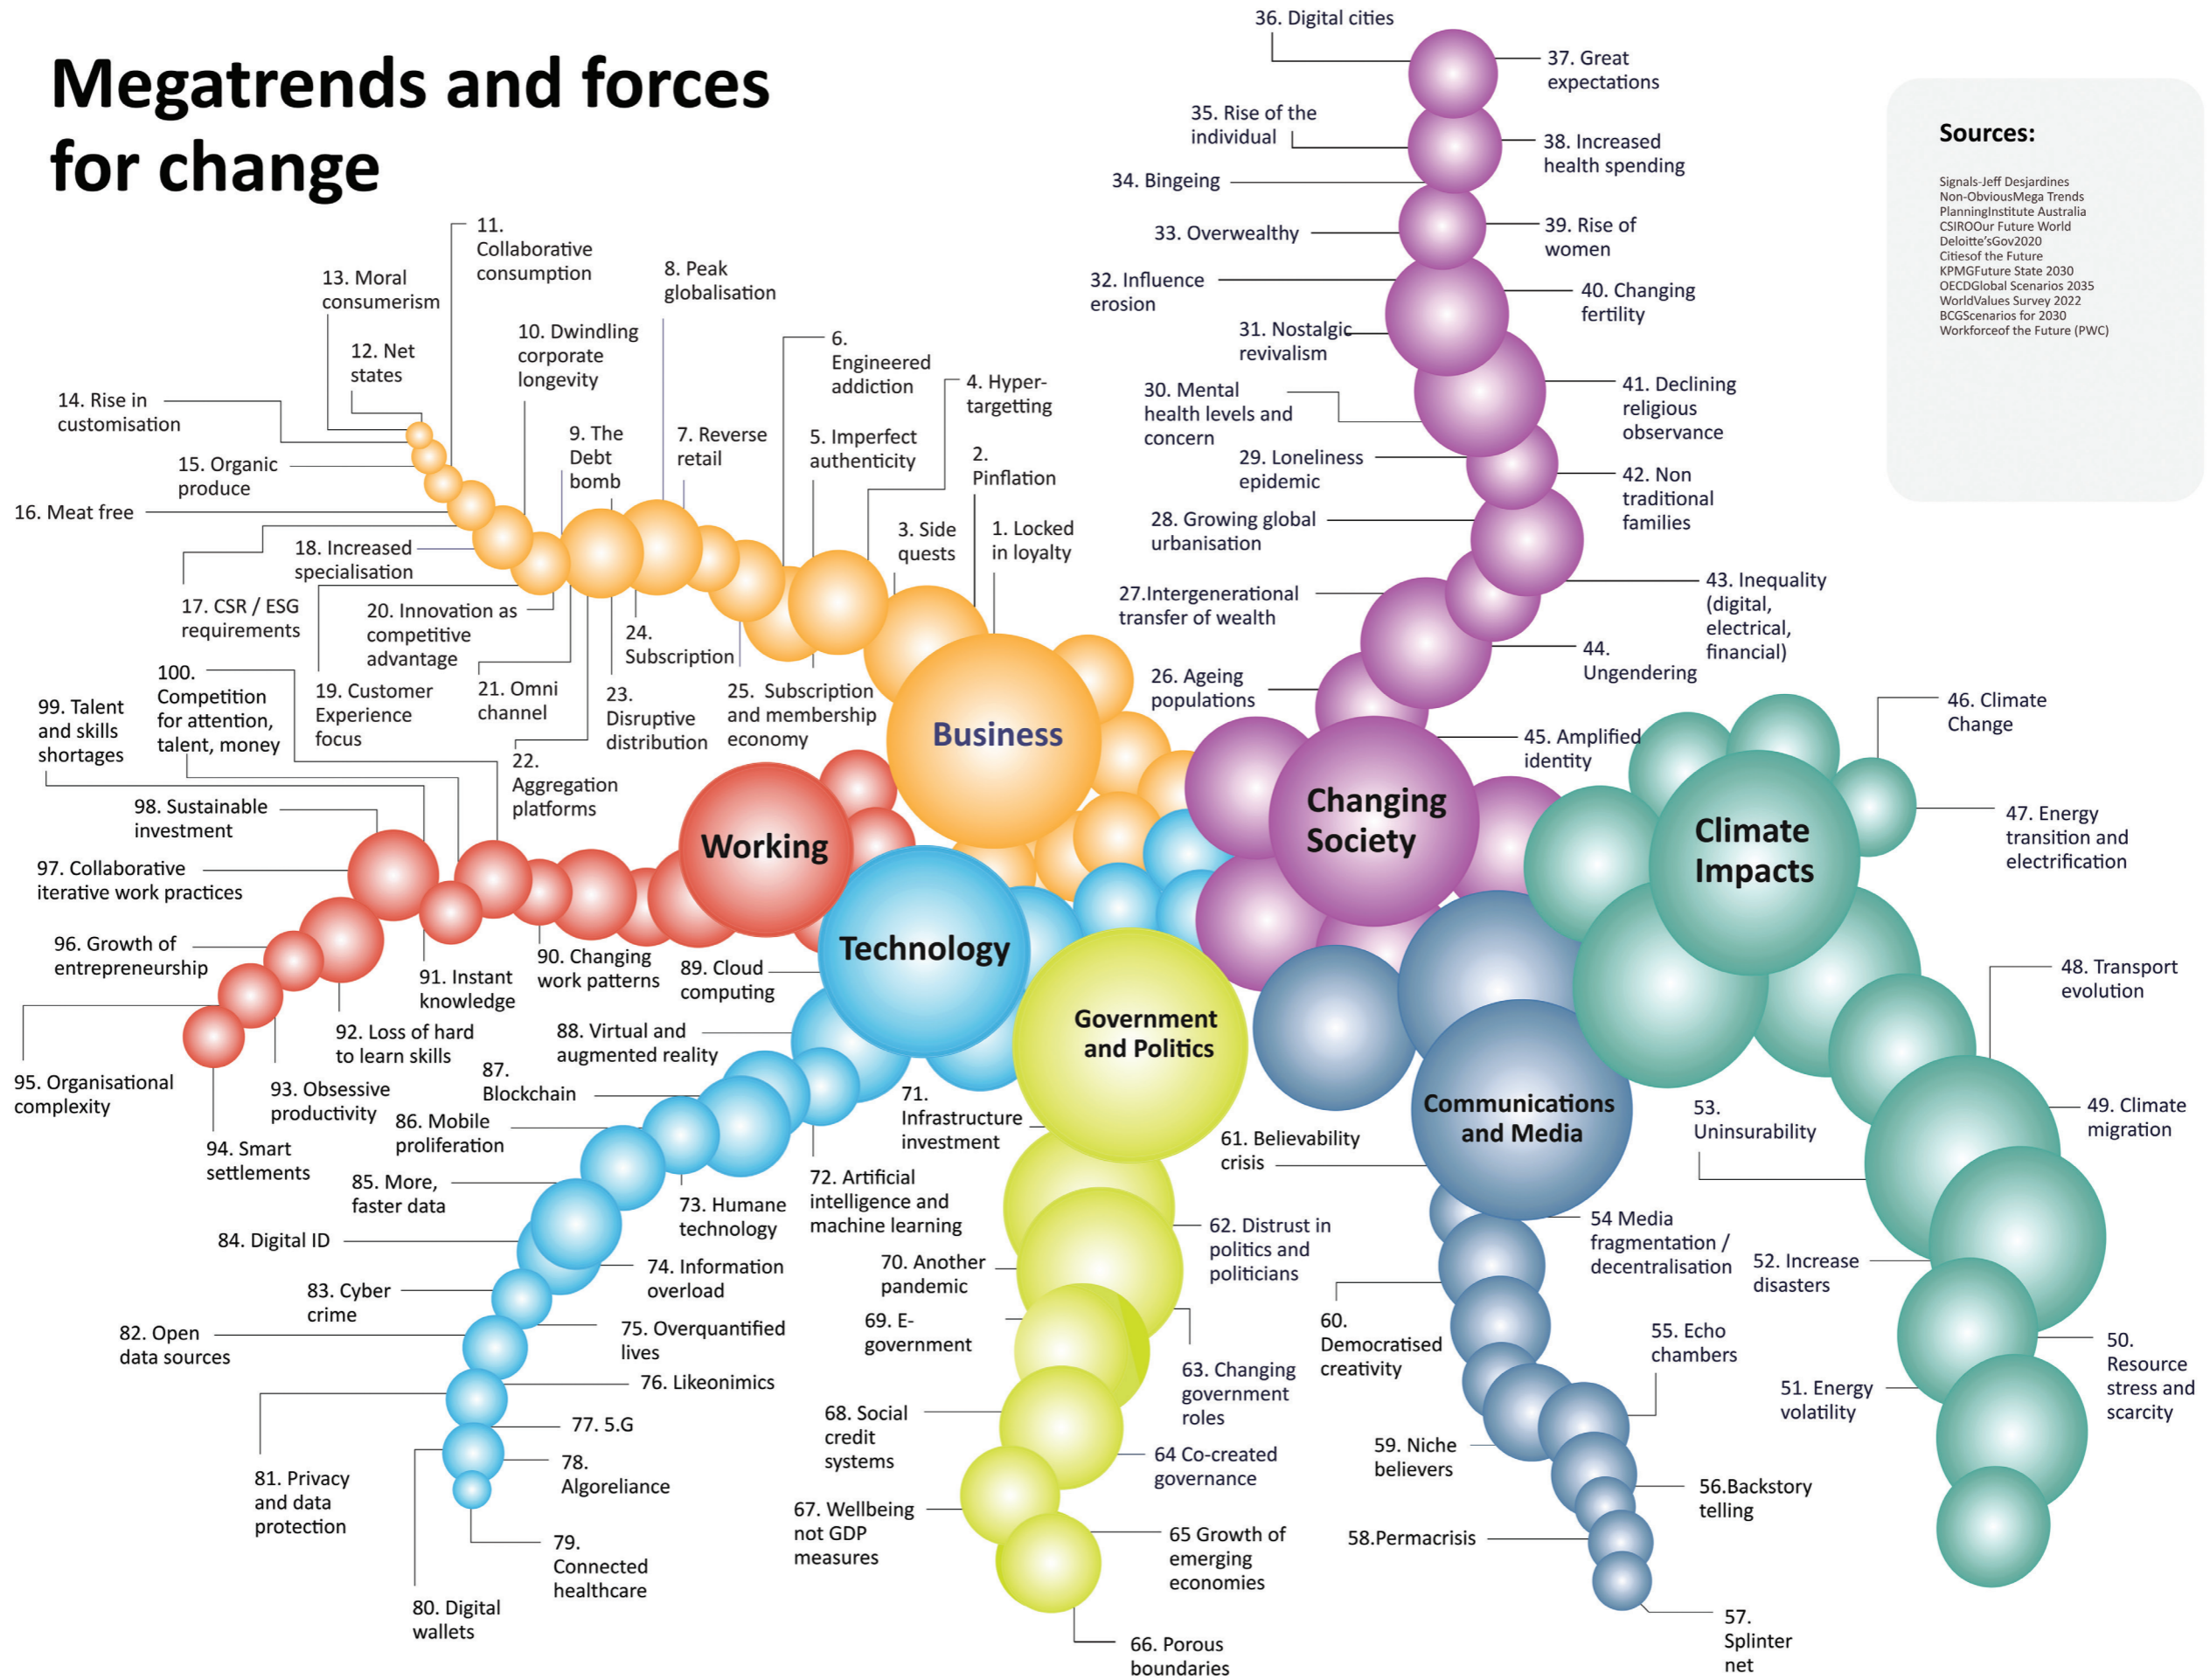 Megatrends and forces
for change
36. Digital cities
37. Great
expectations
35. Rise of the
individual
38. Increased
health spending
34. Bingeing
33. Overwealthy
39. Rise of
women
32. Influence
erosion
40. Changing
fertility
31. Nostalgic
revivalism
30. Mental
health levels and
concern
41. Declining
religious
observance
29. Loneliness
epidemic
42. Non
traditional
families
28. Growing global
urbanisation
27.Intergenerational
transfer of wealth
43. Inequality
(digital,
electrical,
financial)
44.
Ungendering
26. Ageing
populations
45. Amplified
identity
Changing
Society
Sources:
Signals-Jeff Desjardines
Non-ObviousMega Trends
PlanningInstitute Australia
CSIROOur Future World
Deloitte'sGov2020
Citiesof the Future
KPMGFuture State 2030
OECDGlobal Scenarios 2035
WorldValues Survey 2022
BCGScenarios for 2030
Workforceof the Future (PWC)
11.
Collaborative
consumption
13. Moral
consumerism
8. Peak
globalisation
12. Net
states
10. Dwindling
corporate
longevity
6.
Engineered
addiction
4. Hyper-
targetting
14. Rise in
customisation
9. The
Debt
bomb
7. Reverse
retail
5. Imperfect
authenticity
2.
Pinflation
15. Organic
produce
16. Meat free
3. Side
quests
1. Locked
in loyalty
18. Increased
specialisation
17. CSR / ESG
requirements
20. Innovation as
competitive
advantage
24.
Subscription
19. Customer
Experience
focus
21. Omni
channel
23.
Disruptive
distribution
25. Subscription
and membership
economy
22.
Aggregation
platforms
Business
100.
Competition
for attention,
talent, money
99. Talent
and skills
shortages
98. Sustainable
investment
97. Collaborative
iterative work practices
96. Growth of
entrepreneurship
95. Organisational
complexity
94. Smart
settlements
93. Obsessive
productivity
92. Loss of hard
to learn skills
91. Instant
knowledge
90. Changing
work patterns
Working
Technology
89. Cloud
computing
88. Virtual and
augmented reality
87.
Blockchain
86. Mobile
proliferation
85. More,
faster data
84. Digital ID
83. Cyber
crime
82. Open
data sources
81. Privacy
and data
protection
80. Digital
wallets
79.
Connected
healthcare
78.
Algoreliance
77. 5.G
76. Likeonimics
75. Overquantified
lives
74. Information
overload
73. Humane
technology
72. Artificial
intelligence and
machine learning
Government
and Politics
71.
Infrastructure
investment
70. Another
pandemic
69. E-
government
68. Social
credit
systems
67. Wellbeing
not GDP
measures
66. Porous
boundaries
65 Growth of
emerging
economies
64 Co-created
governance
63. Changing
government
roles
62. Distrust in
politics and
politicians
Communications
and Media
61. Believability
crisis
60.
Democratised
creativity
59. Niche
believers
58.Permacrisis
57.
Splinter
net
56.Backstory
telling
55. Echo
chambers
54 Media
fragmentation /
decentralisation
Climate
Impacts
46. Climate
Change
47. Energy
transition and
electrification
48. Transport
evolution
49. Climate
migration
53.
Uninsurability
52. Increase
disasters
50.
Resource
stress and
scarcity
51. Energy
volatility